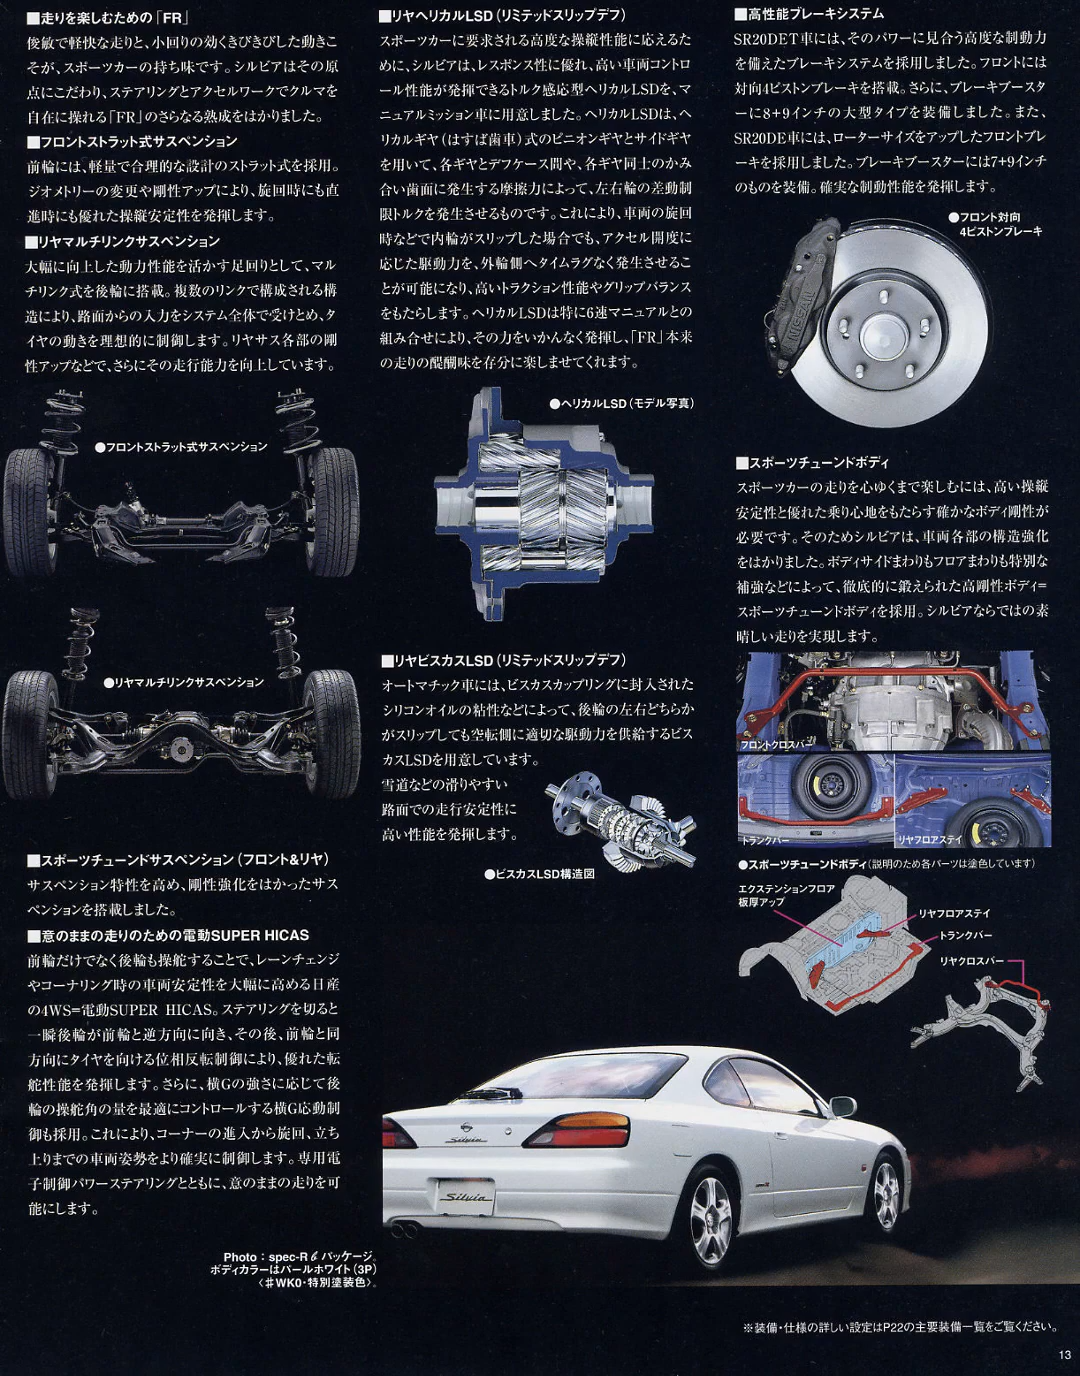 ■走りを楽しむための「FR」
俊敏で軽快な走りと、小回りの効くきびきびした動きこ
そが、スポーツカーの持ち味です。シルビアはその原
点にこだわり、ステアリングとアクセルワークでクルマを
自在に操れる「FR」のさらなる熟成をはかりました。
■フロントストラット式サスペンション
前輪には、軽量で合理的な設計のストラット式を採用。
ジオメトリーの変更や剛性アップにより、旋回時にも直
進時にも優れた操縦安定性を発揮します。
■リヤマルチリンクサスペンション
大幅に向上した動力性能を活かす足回りとして、マル
チリンク式を後輪に搭載。複数のリンクで構成される構
造により、路面からの入力をシステム全体で受けとめ、タ
イヤの動きを理想的に制御します。リヤサス各部の剛
性アップなどで、さらにその走行能力を向上しています。
●フロントストラット式サスペンション
●リヤマルチリンクサスペンション
■スポーツチューンドサスペンション(フロント&リヤ)
サスペンション特性を高め、剛性強化をはかったサス
ペンションを搭載しました。
■意のままの走りのための電動SUPER HICAS
前輪だけでなく後輪も操舵することで、レーンチェンジ
やコーナリング時の車両安定性を大幅に高める日産
の4WS=電動SUPER HICAS。ステアリングを切ると
一瞬後輪が前輪と逆方向に向き、その後、前輪と同
方向にタイヤを向ける位相反転制御により、優れた転
舵性能を発揮します。さらに、横Gの強さに応じて後
輪の操舵角の量を最適にコントロールする横G応動制
御も採用。これにより、コーナーの進入から旋回、立ち
上りまでの車両姿勢をより確実に制御します。専用電
子制御パワーステアリングとともに、意のままの走りを可
能にします。
■リヤヘリカルLSD(リミテッドスリップデフ)
スポーツカーに要求される高度な操縦性能に応えるた
めに、シルビアは、レスポンス性に優れ、高い車両コントロ
ール性能が発揮できるトルク感応型ヘリカルLSDを、マ
ニュアルミッション車に用意しました。ヘリカルLSDは、ヘ
リカルギヤ(はすば歯車)式のピニオンギヤとサイドギヤ
を用いて、各ギヤとデフケース間や、各ギヤ同士のかみ
合い歯面に発生する摩擦力によって、左右輪の差動制
限トルクを発生させるものです。これにより、車両の旋回
時などで内輪がスリップした場合でも、アクセル開度に
応じた駆動力を、外輪側へタイムラグなく発生させるこ
とが可能になり、高いトラクション性能やグリップバランス
をもたらします。ヘリカルLSDは特に6速マニュアルとの
組み合せにより、その力をいかんなく発揮し、「FR」本来
の走りの醍醐味を存分に楽しませてくれます。
●ヘリカルLSD(モデル写真)
■リヤビスカスLSD(リミテッドスリップデフ)
オートマチック車には、ビスカスカップリングに封入された
シリコンオイルの粘性などによって、後輪の左右どちらか
がスリップしても空転側に適切な駆動力を供給するビス
カスLSDを用意しています。
雪道などの滑りやすい
路面での走行安定性に
高い性能を発揮します。
●ビスカスLSD構造図
■高性能ブレーキシステム
SR20DET車には、そのパワーに見合う高度な制動力
を備えたブレーキシステムを採用しました。フロントには
対向4ピストンブレーキを搭載。さらに、ブレーキブースタ
ーに8+9インチの大型タイプを装備しました。また、
SR20DE車には、ローターサイズをアップしたフロントブレ
ーキを採用しました。ブレーキブースターには7+9インチ
のものを装備。確実な制動性能を発揮します。
●フロント対向
4ピストンブレーキ
NISSAN
■スポーツチューンドボディ
スポーツカーの走りを心ゆくまで楽しむには、高い操縦
安定性と優れた乗り心地をもたらす確かなボディ剛性が
必要です。そのためシルビアは、車両各部の構造強化
をはかりました。ボディサイドまわりもフロアまわりも特別な
補強などによって、徹底的に鍛えられた高剛性ボディ=
スポーツチューンドボディを採用。シルビアならではの素
晴しい走りを実現します。
フロントクロスバー
トランクバー
リヤフロアステイ
●スポーツチューンドボディ(説明のため各パーツは塗色しています)
エクステンションフロア
板厚アップ
リヤフロアステイ
トランクバー
リヤクロスバー
Silvia
Silvia
Photo:spec-R 6パッケージ。
ボディカラーはパールホワイト(3P)
〈#WK0・特別塗装色〉。
※装備・仕様の詳しい設定はP22の主要装備一覧をご覧ください。
13